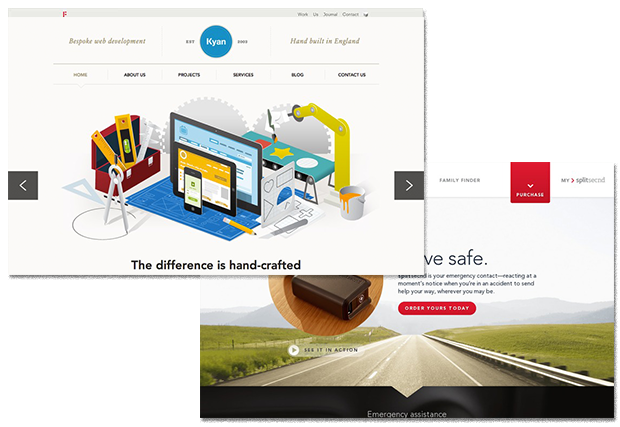 F
Work Us Journal Contact
Bespoke web development
EST Kyan 2003
Hand built in England
HOME ABOUT US PROJECTS SERVICES BLOG CONTACT US
The difference is hand-crafted
FAMILY FINDER
PURCHASE
MY splitsecnd
ve safe.
splitsecnd is your emergency contact—reacting at a
moment's notice when you're in an accident to send
help your way, wherever you may be.
ORDER YOURS TODAY
SEE IT IN ACTION
Emergency assistance